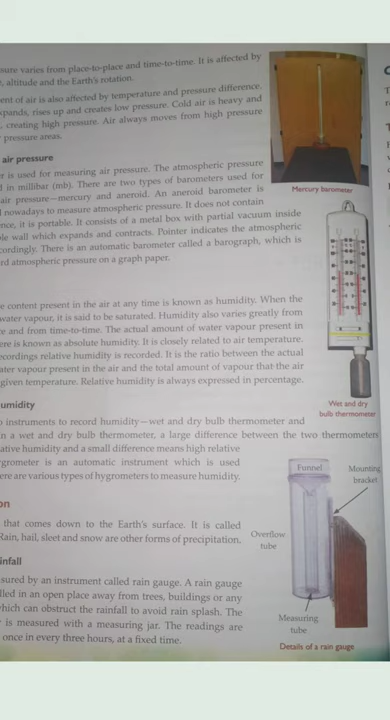 sure varies from place-to-place and time-to-time. It is affected by
, altitude and the Earth's rotation.
ent of air is also affected by temperature and pressure difference.
xpands, rises up and creates low pressure. Cold air is heavy and
, creating high pressure. Air always moves from high pressure
pressure areas.
air pressure
er is used for measuring air pressure. The atmospheric pressure
d in millibar (mb). There are two types of barometers used for
air pressure—mercury and aneroid. An aneroid barometer is
nowadays to measure atmospheric pressure. It does not contain
nce, it is portable. It consists of a metal box with partial vacuum inside
ble wall which expands and contracts. Pointer indicates the atmospheric
cordingly. There is an automatic barometer called a barograph, which is
rd atmospheric pressure on a graph paper.
Mercury barometer
e content present in the air at any time is known as humidity. When the
water vapour, it is said to be saturated. Humidity also varies greatly from
e and from time-to-time. The actual amount of water vapour present in
ere is known as absolute humidity. It is closely related to air temperature.
ecordings relative humidity is recorded. It is the ratio between the actual
ater vapour present in the air and the total amount of vapour that the air
given temperature. Relative humidity is always expressed in percentage.
Wet and dry
bulb thermometer
umidity
o instruments to record humidity—wet and dry bulb thermometer and
n a wet and dry bulb thermometer, a large difference between the two thermometers
ative humidity and a small difference means high relative
grometer is an automatic instrument which is used
ere are various types of hygrometers to measure humidity.
on
that comes down to the Earth's surface. It is called
Rain, hail, sleet and snow are other forms of precipitation.
infall
sured by an instrument called rain gauge. A rain gauge
lled in an open place away from trees, buildings or any
which can obstruct the rainfall to avoid rain splash. The
is measured with a measuring jar. The readings are
once in every three hours, at a fixed time.
Funnel
Mounting
bracket
Overflow
tube
Measuring
tube
Details of a rain gauge